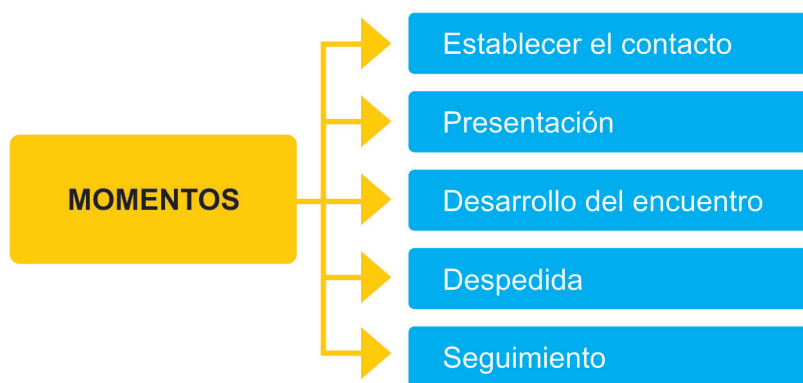 MOMENTOS
Establecer el contacto
Presentación
Desarrollo del encuentro
Despedida
Seguimiento